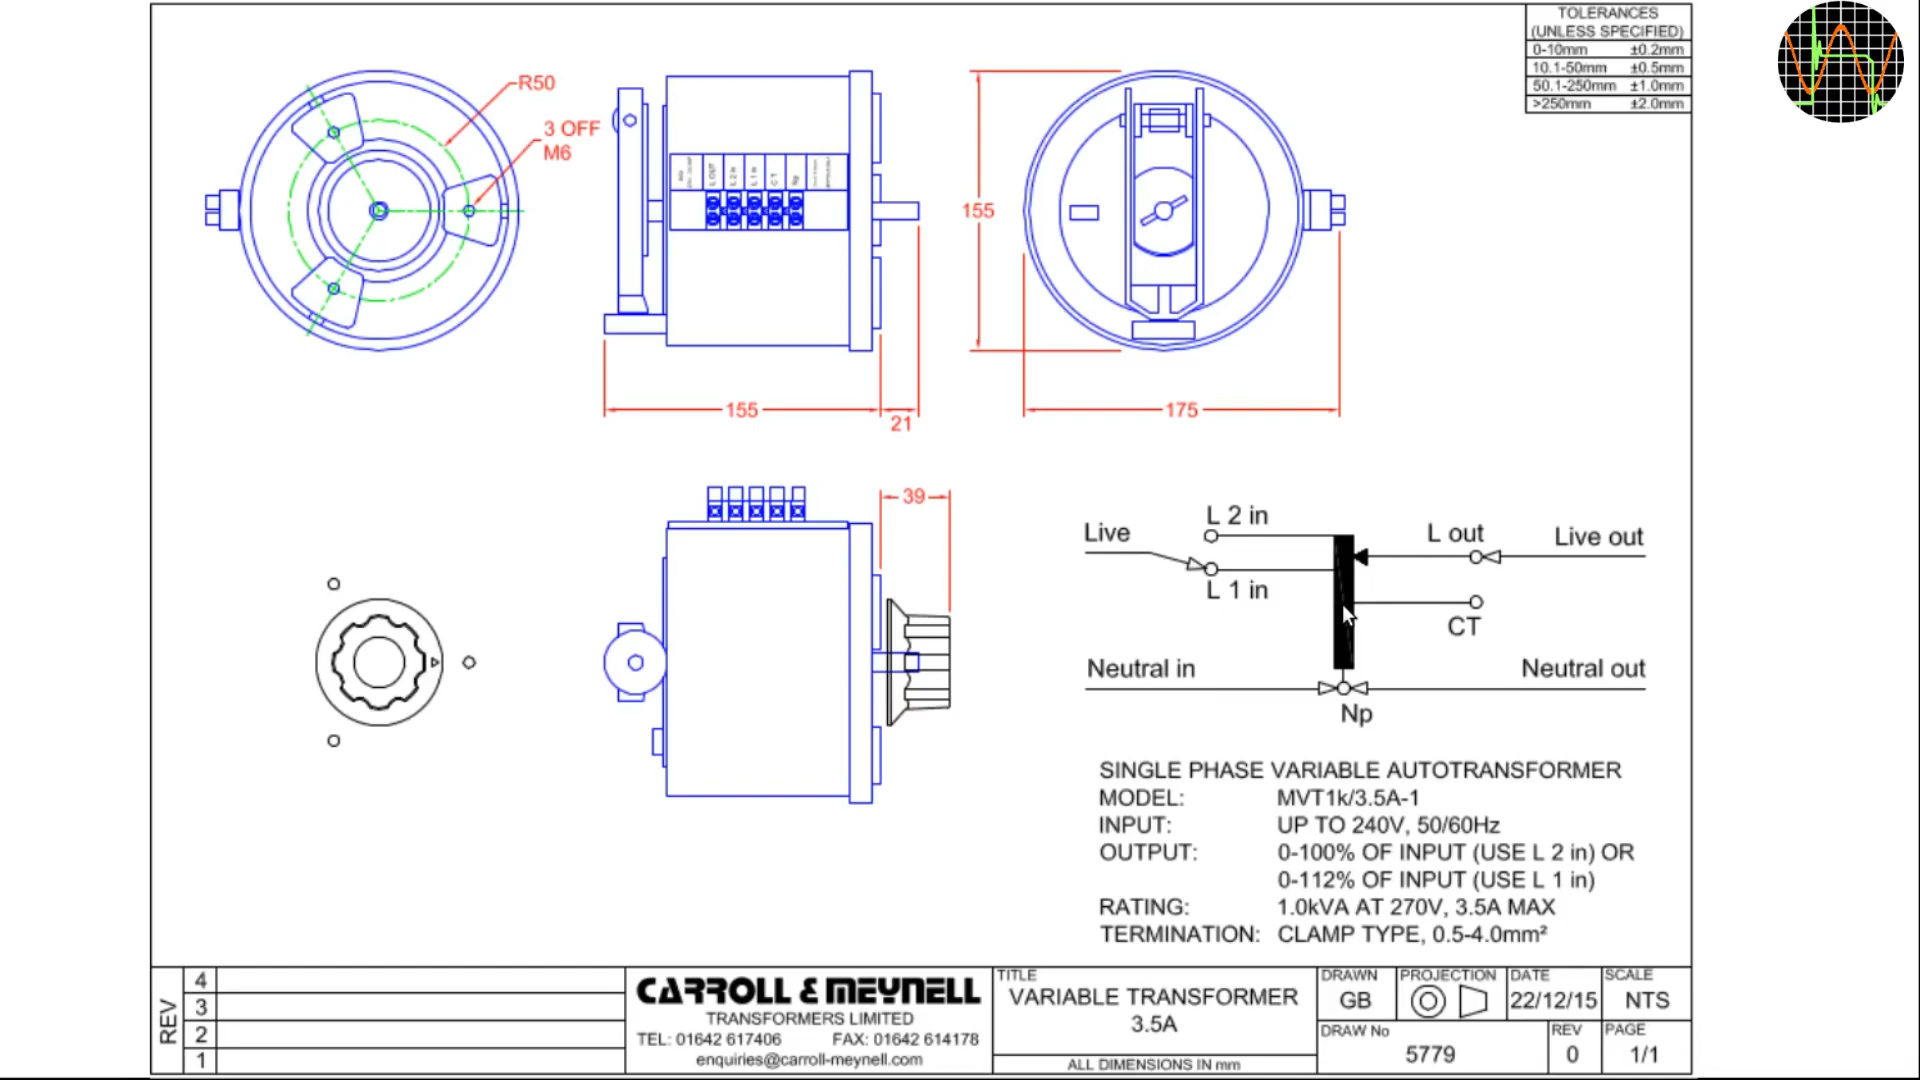 TOLERANCES
(UNLESS SPECIFIED)
0-10mm ±0.2mm
10.1-50mm ±0.5mm
50.1-250mm ±1.0mm
>250mm ±2.0mm
R50
3 OFF
M6
L OUT
L 2 in
L 1 in
CT
Np
155
155
21
175
39
L 2 in
Live
L out
Live out
L 1 in
CT
Neutral in
Neutral out
Np
SINGLE PHASE VARIABLE AUTOTRANSFORMER
MODEL: MVT1k/3.5A-1
INPUT: UP TO 240V, 50/60Hz
OUTPUT: 0-100% OF INPUT (USE L 2 in) OR
0-112% OF INPUT (USE L 1 in)
RATING: 1.0kVA AT 270V, 3.5A MAX
TERMINATION: CLAMP TYPE, 0.5-4.0mm²
REV
4
3
2
1
CARROLL & MEYNELL
TRANSFORMERS LIMITED
TEL: 01642 617406 FAX: 01642 614178
enquiries@carroll-meynell.com
TITLE
VARIABLE TRANSFORMER
3.5A
ALL DIMENSIONS IN mm
DRAWN PROJECTION DATE SCALE
GB 22/12/15 NTS
DRAW No REV PAGE
5779 0 1/1